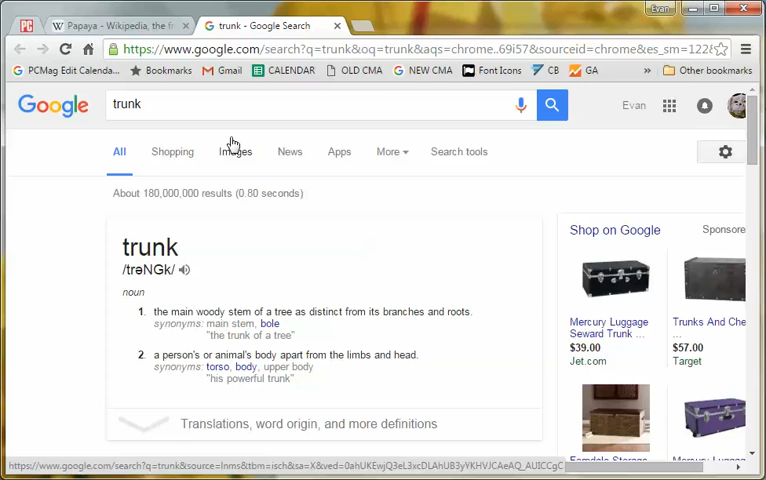 Evan
Papaya - Wikipedia, the fr
trunk - Google Search
https://www.google.com/search?q=trunk&oq=trunk&aqs=chrome..69i57&sourceid=chrome&es_sm=122&
PCMag Edit Calenda...
Bookmarks
Gmail
CALENDAR
OLD CMA
NEW CMA
Font Icons
CB
GA
»
Other bookmarks
Google
trunk
Evan
All
Shopping
Images
News
Apps
More
Search tools
About 180,000,000 results (0.80 seconds)
trunk
/trəNGk/
noun
1. the main woody stem of a tree as distinct from its branches and roots.
synonyms: main stem, bole
"the trunk of a tree"
2. a person's or animal's body apart from the limbs and head.
synonyms: torso, body, upper body
"his powerful trunk"
Translations, word origin, and more definitions
Shop on Google
Sponsore
Mercury Luggage
Seward Trunk ...
$39.00
Jet.com
Trunks And Che
$57.00
Target